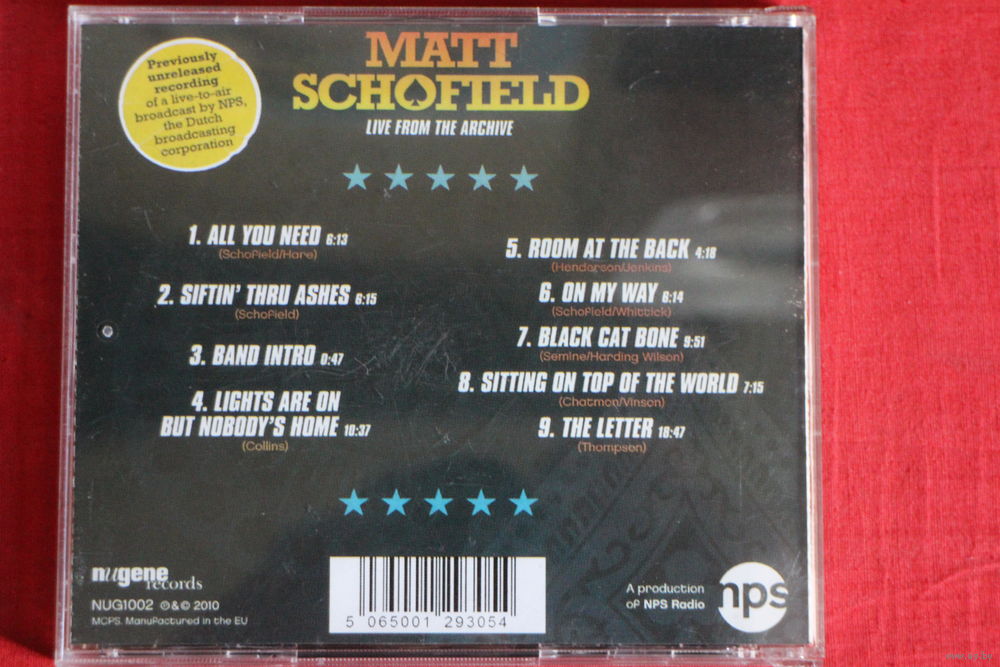 Previously
unreleased
recording
of a live-to-air
broadcast by NPS,
the Dutch
broadcasting
corporation
MATT
SCHOFIELD
LIVE FROM THE ARCHIVE
1. ALL YOU NEED 6:13
(Schofield/Hare)
2. SIFTIN' THRU ASHES 6:15
(Schofield)
3. BAND INTRO 0:47
4. LIGHTS ARE ON
BUT NOBODY'S HOME 10:37
(Collins)
5. ROOM AT THE BACK 4:18
(Henderson/Jenkins)
6. ON MY WAY 8:14
(Schofield/Whittick)
7. BLACK CAT BONE 9:51
(Semine/Harding Wilson)
8. SITTING ON TOP OF THE WORLD 7:15
(Chatmon/Vinson)
9. THE LETTER 18:47
(Thompson)
nugene
records
NUG1002 ℗&© 2010
MCPS. Manufactured in the EU
5 065001 293054
A production
of NPS Radio
nps